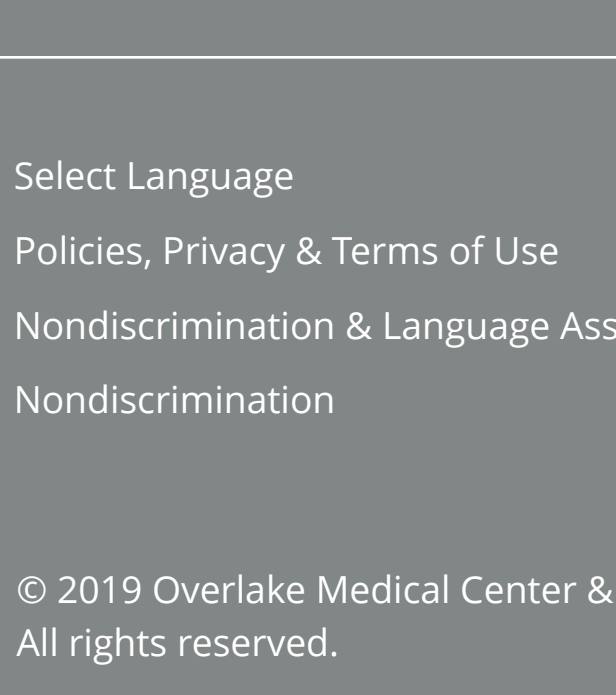 Select Language
Policies, Privacy & Terms of Use
Nondiscrimination & Language Ass
Nondiscrimination
© 2019 Overlake Medical Center &
All rights reserved.